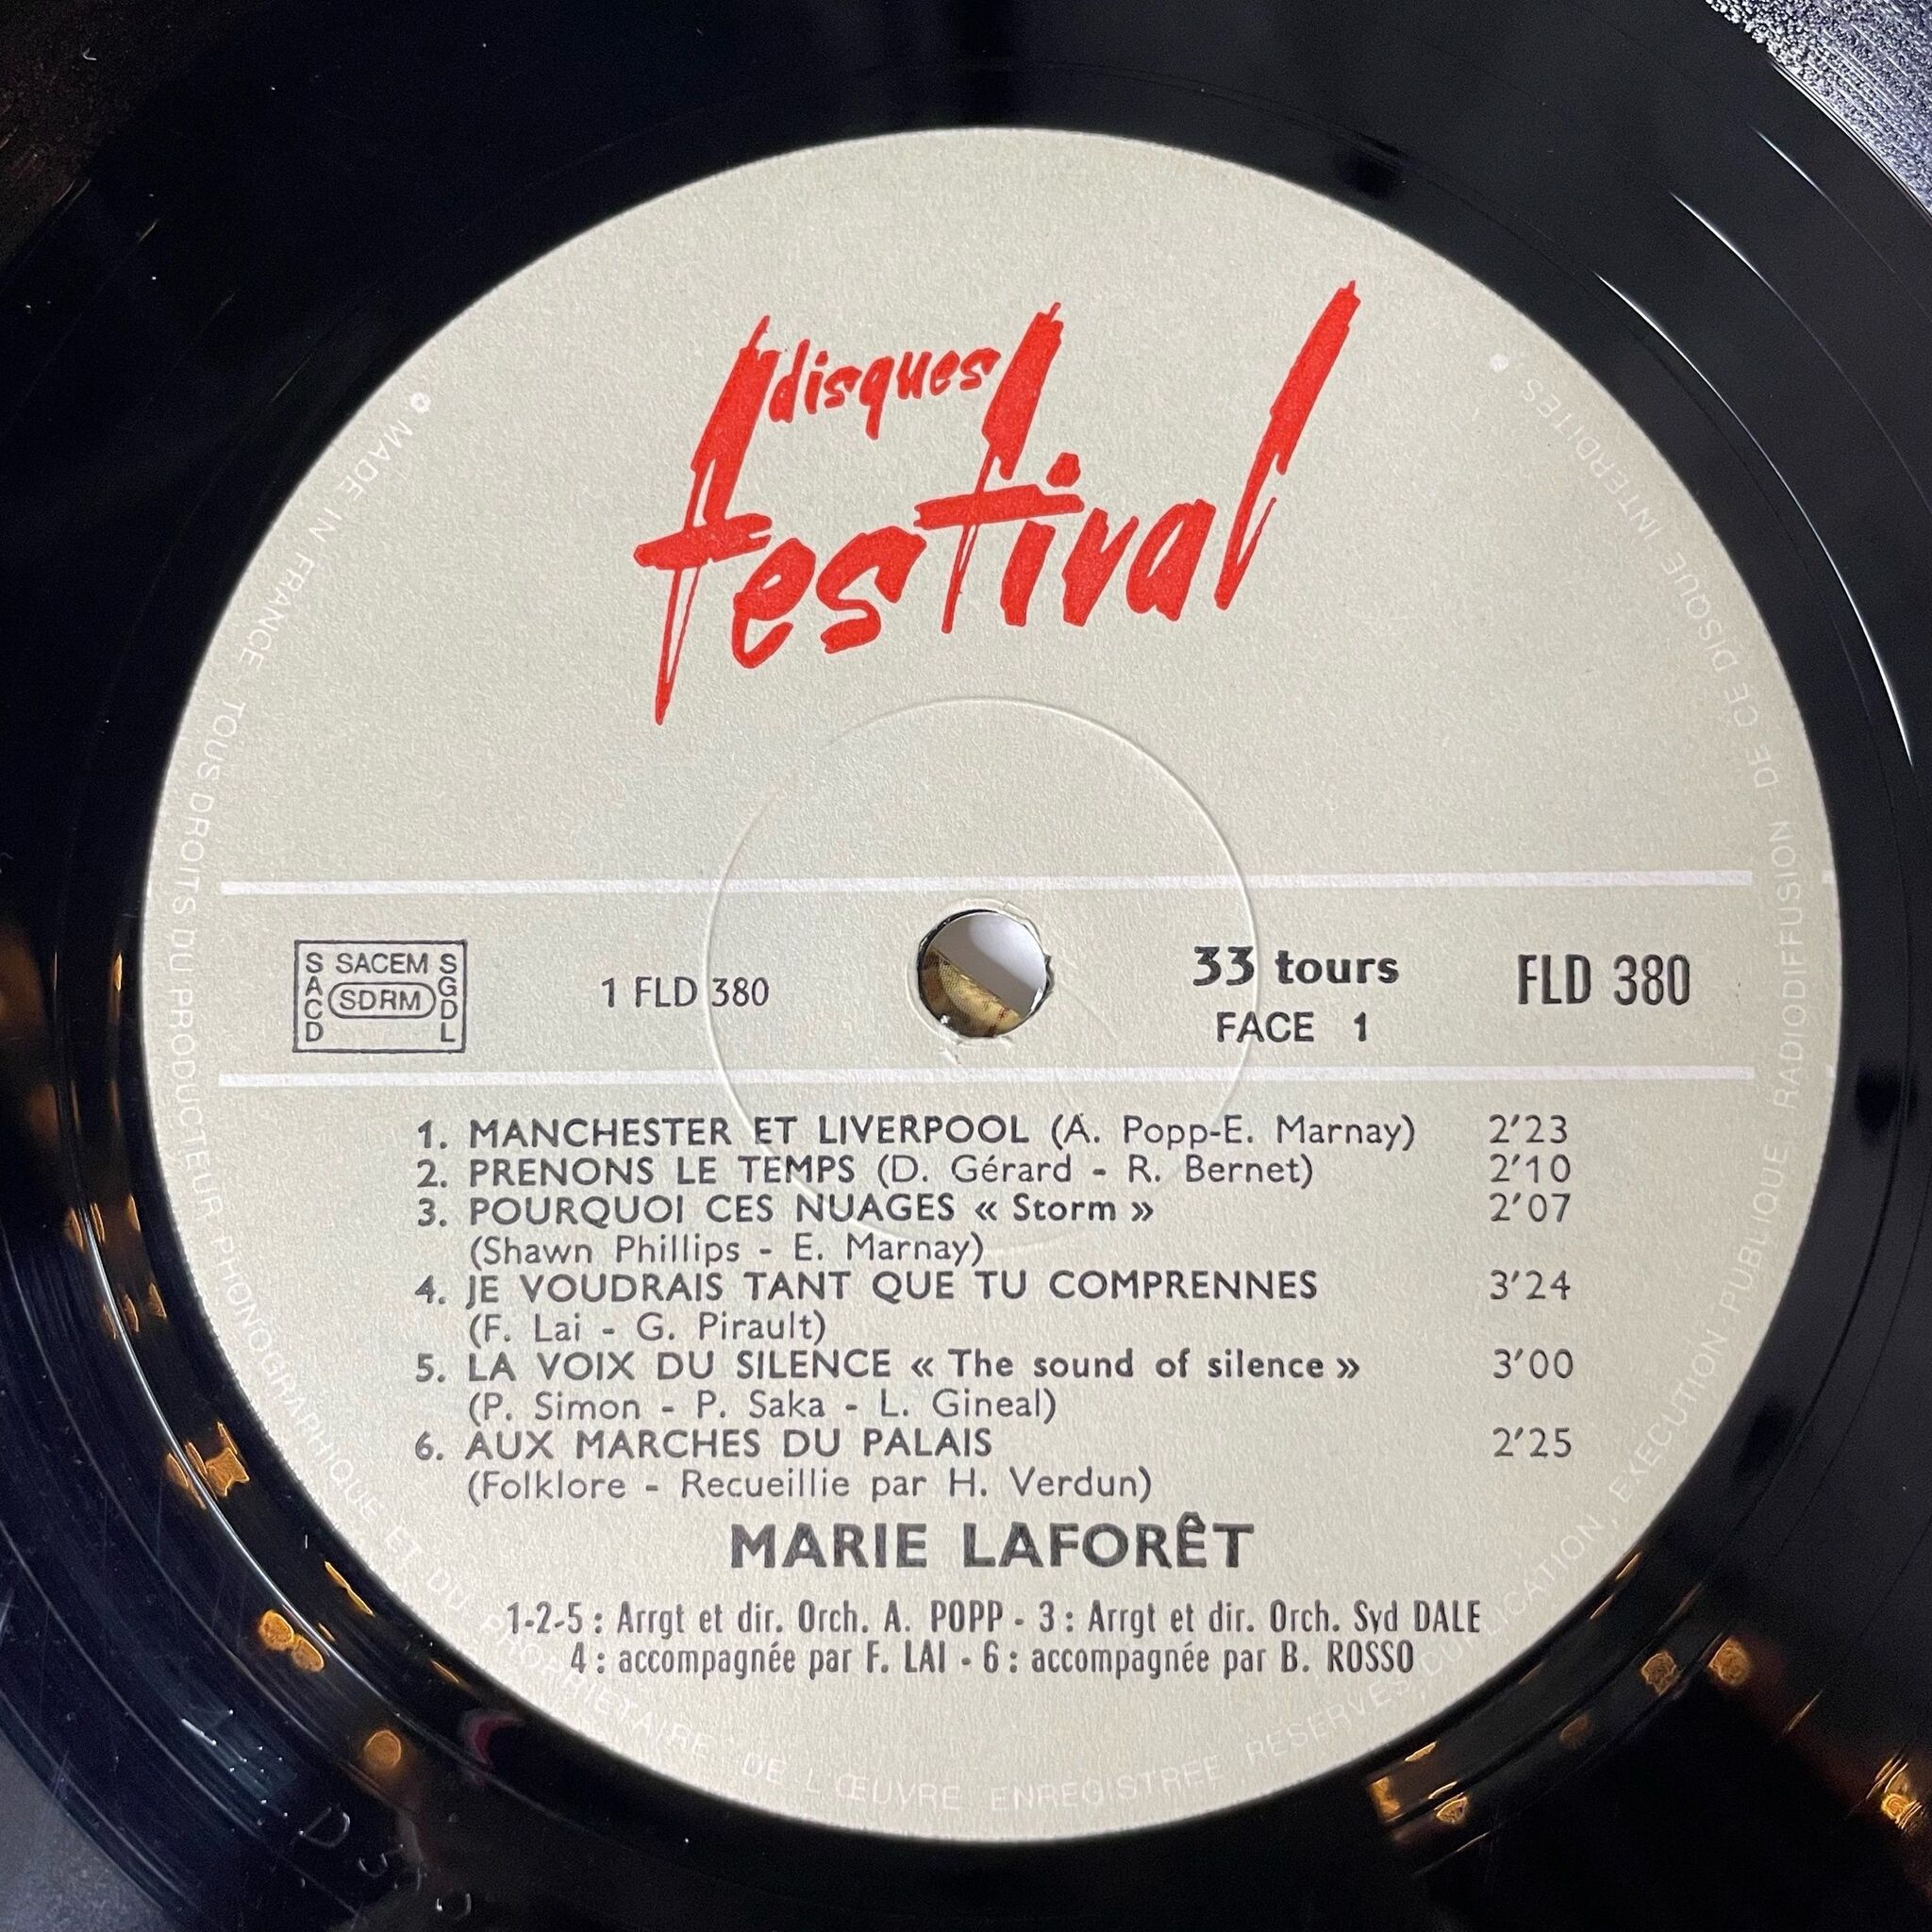 disques
festival
SACEM
SACD
SDRM
SGDL
1 FLD 380
33 tours
FACE 1
FLD 380
1. MANCHESTER ET LIVERPOOL (A. Popp-E. Marnay) 2'23
2. PRENONS LE TEMPS (D. Gérard - R. Bernet) 2'10
3. POURQUOI CES NUAGES « Storm » 2'07
(Shawn Phillips - E. Marnay)
4. JE VOUDRAIS TANT QUE TU COMPRENNES 3'24
(F. Lai - G. Pirault)
5. LA VOIX DU SILENCE « The sound of silence » 3'00
(P. Simon - P. Saka - L. Gineal)
6. AUX MARCHES DU PALAIS 2'25
(Folklore - Recueillie par H. Verdun)
MARIE LAFORÊT
1-2-5 : Arrgt et dir. Orch. A. POPP - 3 : Arrgt et dir. Orch. Syd DALE
4 : accompagnée par F. LAI - 6 : accompagnée par B. ROSSO
MADE IN FRANCE TOUS DROITS DU PRODUCTEUR PHONOGRAPHIQUE ET DU PROPRIETAIRE DE L'ŒUVRE ENREGISTREE RESERVES DUPLICATION, EXECUTION PUBLIQUE RADIODIFFUSION DE CE DISQUE INTERDITES